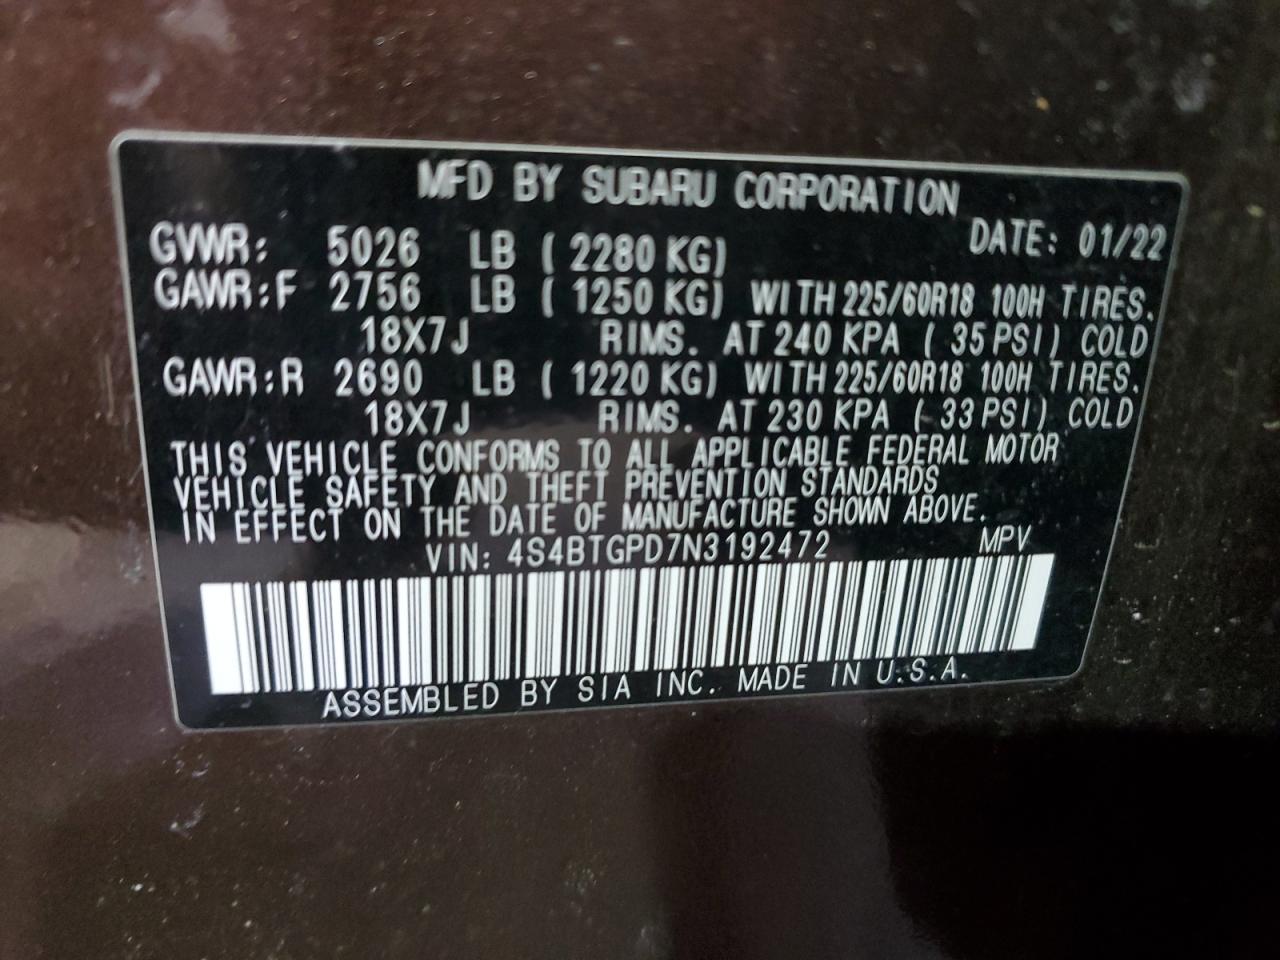 MFD BY SUBARU CORPORATION
DATE: 01/22
GVWR: 5026 LB ( 2280 KG)
GAWR:F 2756 LB ( 1250 KG) WITH 225/60R18 100H TIRES.
18X7J RIMS. AT 240 KPA ( 35 PSI) COLD
GAWR:R 2690 LB ( 1220 KG) WITH 225/60R18 100H TIRES.
18X7J RIMS. AT 230 KPA ( 33 PSI) COLD
THIS VEHICLE CONFORMS TO ALL APPLICABLE FEDERAL MOTOR
VEHICLE SAFETY AND THEFT PREVENTION STANDARDS
IN EFFECT ON THE DATE OF MANUFACTURE SHOWN ABOVE.
VIN: 4S4BTGPD7N3192472 MPV
ASSEMBLED BY SIA INC. MADE IN U.S.A.